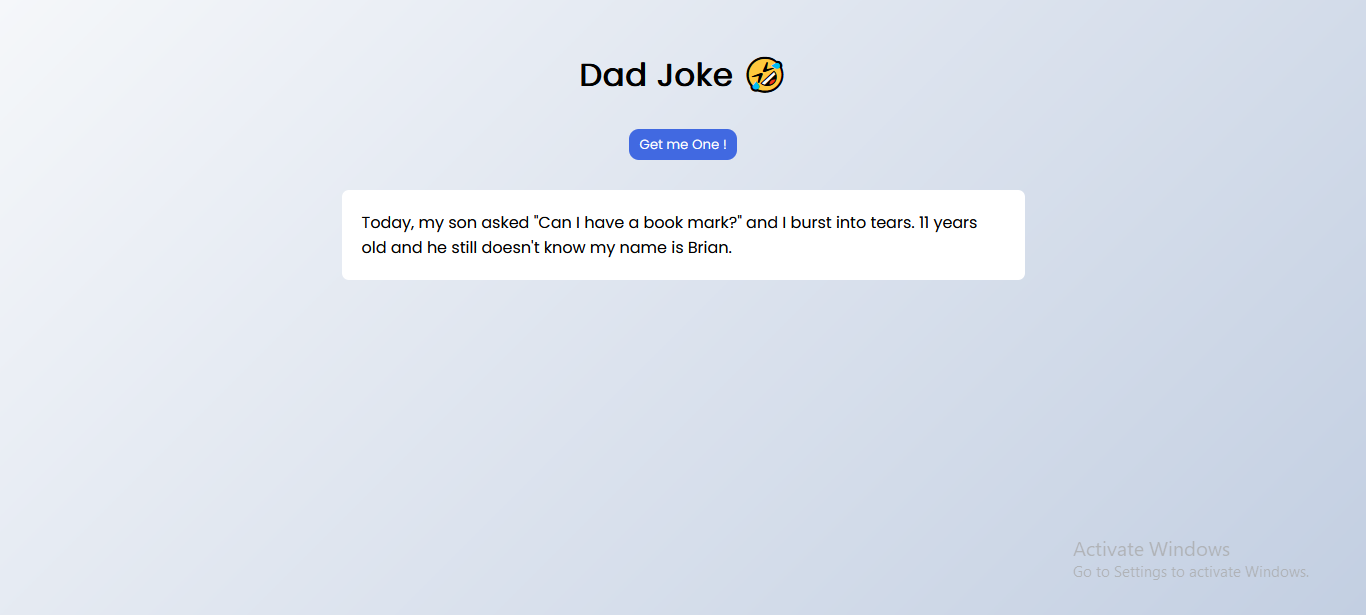 Dad Joke 🤣
Get me One !
Today, my son asked "Can I have a book mark?" and I burst into tears. 11 years
old and he still doesn't know my name is Brian.
Activate Windows
Go to Settings to activate Windows.